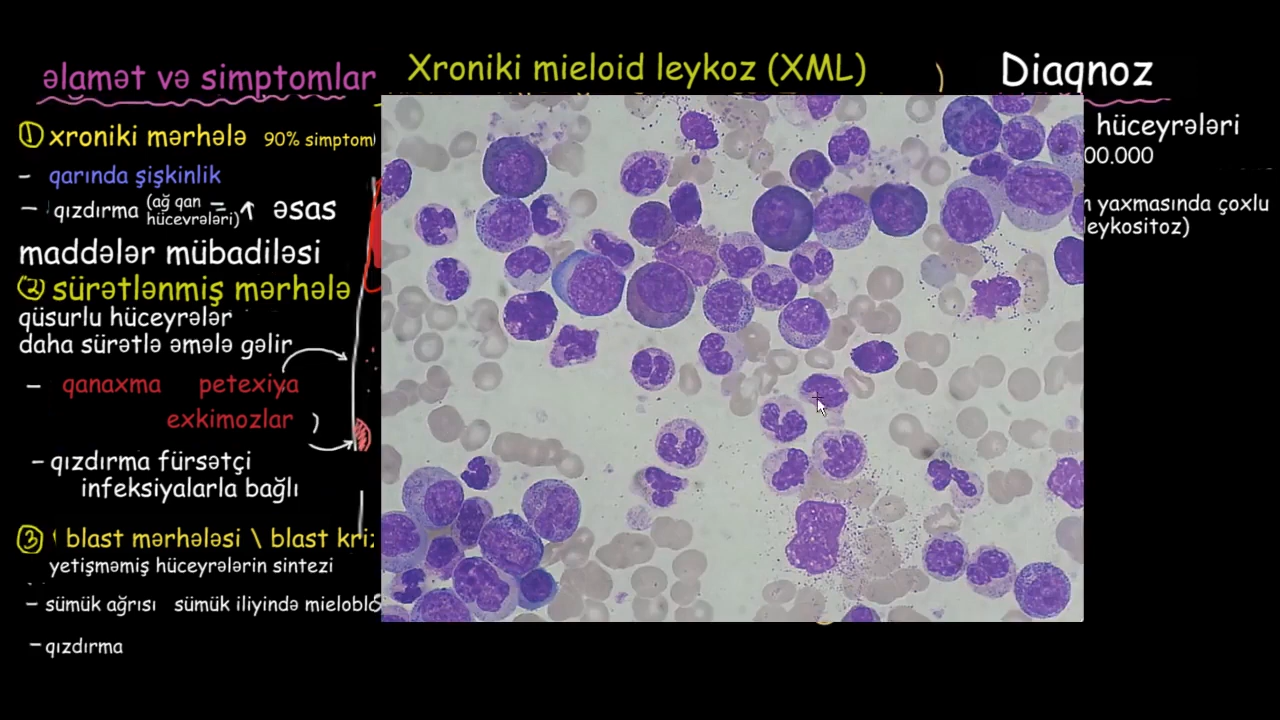 əlamət və simptomlar
Xroniki mieloid leykoz (XML)
)
Diaqnoz
① xroniki mərhələ 90% simptom
- qarında şişkinlik
- qızdırma (ağ qan hüceyrələri) = ↑ əsas
maddələr mübadiləsi
② sürətlənmiş mərhələ
qüsurlu hüceyrələr
daha sürətlə əmələ gəlir
- qanaxma petexiya
exkimozlar )
- qızdırma fürsətçi
infeksiyalarla bağlı
③ ( blast mərhələsi \ blast kri
yetişməmiş hüceyrələrin sintezi
- sümük ağrısı sümük iliyində mieloblo
- qızdırma
hüceyrələri
00.000
yaxmasında çoxlu
eykositoz)